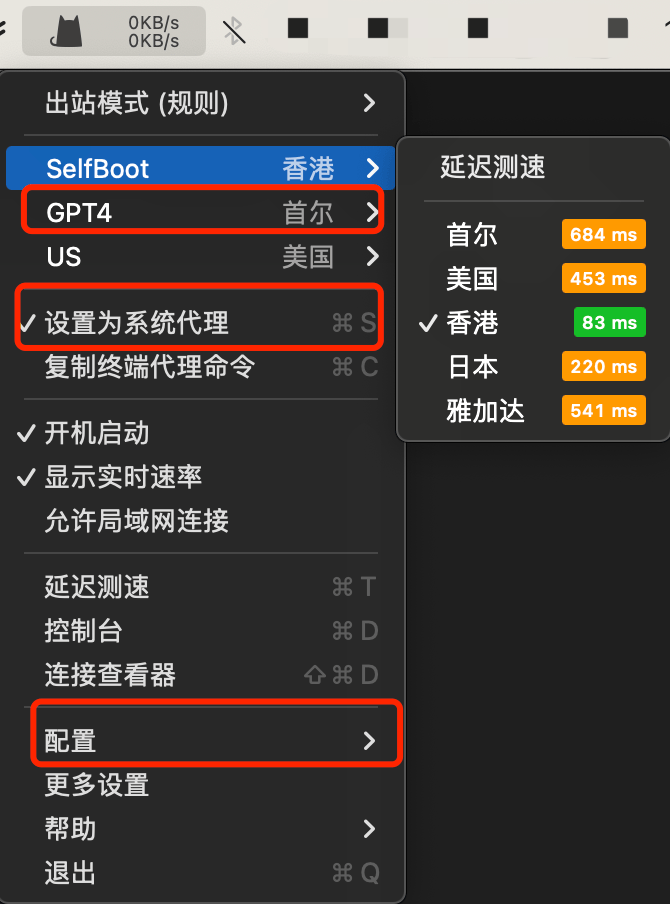 0KB/s
0KB/s
出站模式 (规则)
SelfBoot 香港
GPT4 首尔
US 美国
✓ 设置为系统代理 ⌘ S
复制终端代理命令 ⌘ C
✓ 开机启动
✓ 显示实时速率
允许局域网连接
延迟测速 ⌘ T
控制台 ⌘ D
连接查看器 ⇧ ⌘ D
配置
更多设置
帮助
退出 ⌘ Q
延迟测速
首尔 684 ms
美国 453 ms
✓ 香港 83 ms
日本 220 ms
雅加达 541 ms